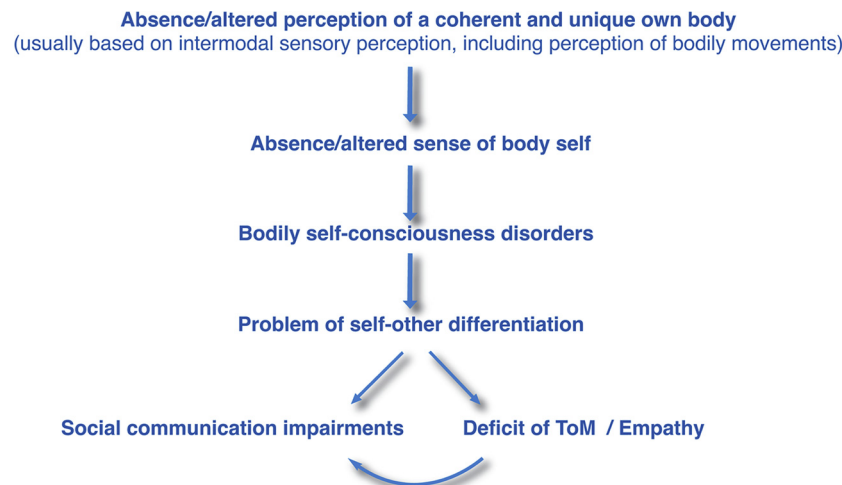 Absence/altered perception of a coherent and unique own body
(usually based on intermodal sensory perception, including perception of bodily movements)
Absence/altered sense of body self
Bodily self-consciousness disorders
Problem of self-other differentiation
Social communication impairments
Deficit of ToM / Empathy